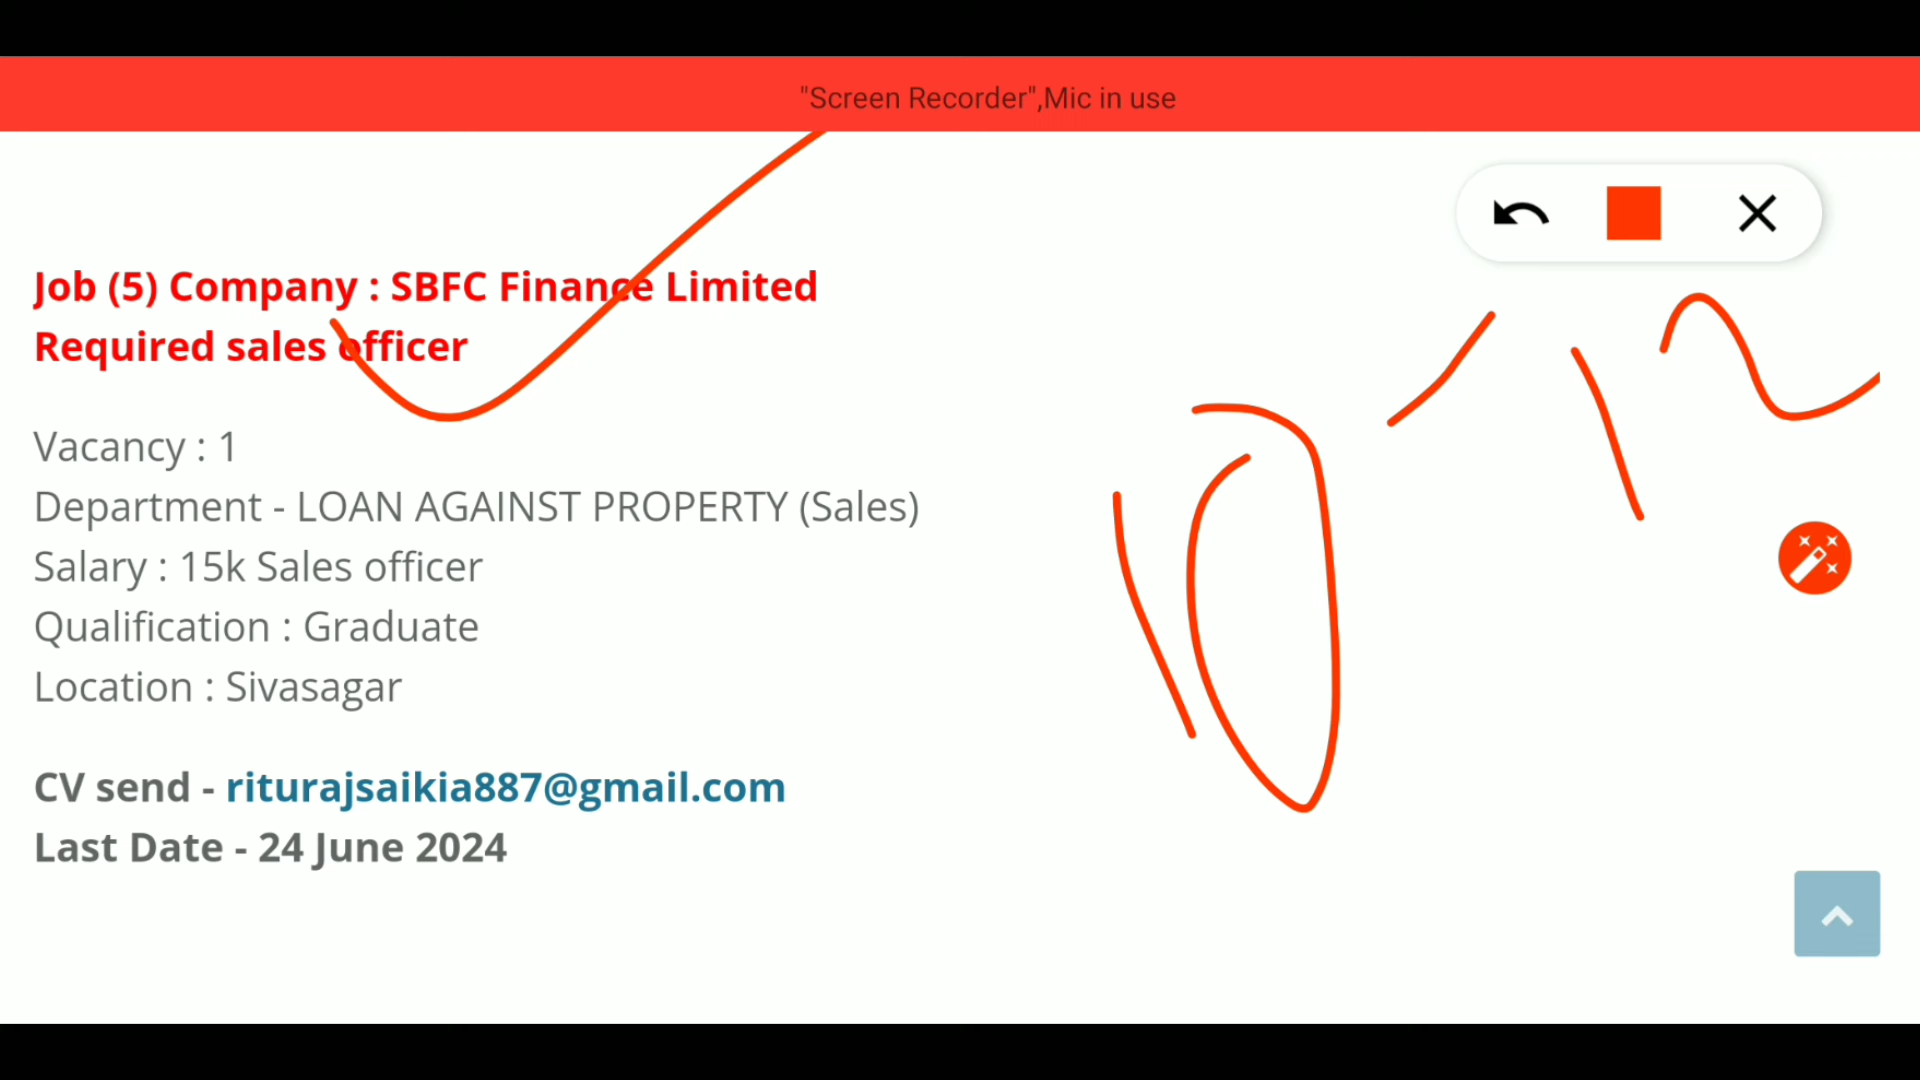 "Screen Recorder",Mic in use
Job (5) Company : SBFC Finance Limited
Required sales officer
Vacancy : 1
Department - LOAN AGAINST PROPERTY (Sales)
Salary : 15k Sales officer
Qualification : Graduate
Location : Sivasagar
CV send - riturajsaikia887@gmail.com
Last Date - 24 June 2024